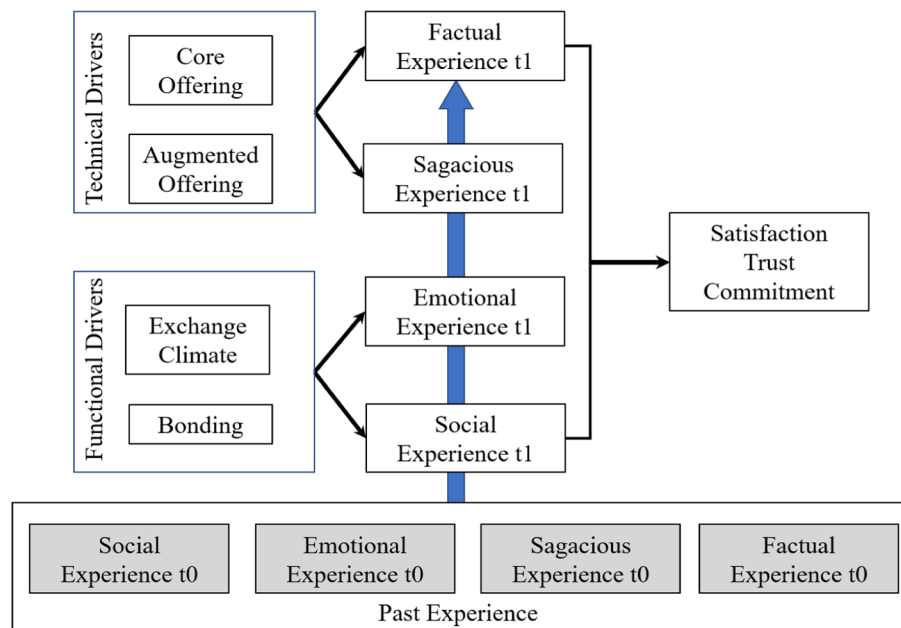 Technical Drivers
Core
Offering
Augmented
Offering
Factual
Experience t1
Sagacious
Experience t1
Functional Drivers
Exchange
Climate
Bonding
Emotional
Experience t1
Social
Experience t1
Satisfaction
Trust
Commitment
Social
Experience t0
Emotional
Experience t0
Sagacious
Experience t0
Factual
Experience t0
Past Experience